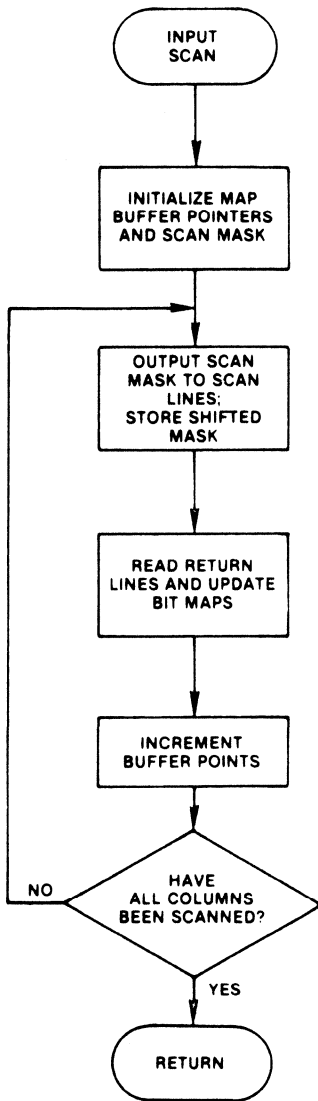 INPUT
SCAN
INITIALIZE MAP
BUFFER POINTERS
AND SCAN MASK
OUTPUT SCAN
MASK TO SCAN
LINES;
STORE SHIFTED
MASK
READ RETURN
LINES AND UPDATE
BIT MAPS
INCREMENT
BUFFER POINTS
HAVE
ALL COLUMNS
BEEN SCANNED?
NO
YES
RETURN